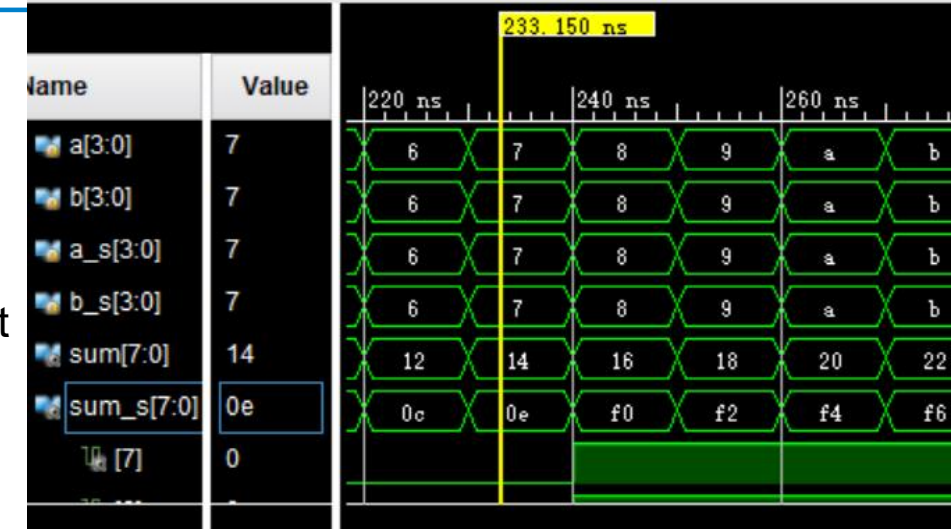 233.150 ns
Name Value
220 ns 240 ns 260 ns
a[3:0] 7 6 7 8 9 a b
b[3:0] 7 6 7 8 9 a b
a_s[3:0] 7 6 7 8 9 a b
b_s[3:0] 7 6 7 8 9 a b
t
sum[7:0] 14 12 14 16 18 20 22
sum_s[7:0] 0e 0c 0e f0 f2 f4 f6
[7] 0